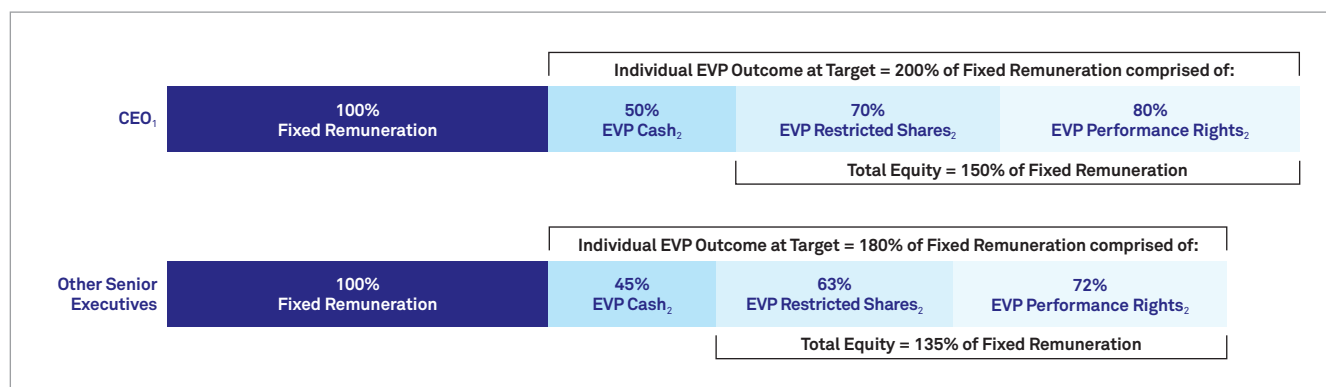 Individual EVP Outcome at Target = 200% of Fixed Remuneration comprised of:
CEO1
100%
Fixed Remuneration
50%
EVP Cash2
70%
EVP Restricted Shares2
80%
EVP Performance Rights2
Total Equity = 150% of Fixed Remuneration
Individual EVP Outcome at Target = 180% of Fixed Remuneration comprised of:
Other Senior
Executives
100%
Fixed Remuneration
45%
EVP Cash2
63%
EVP Restricted Shares2
72%
EVP Performance Rights2
Total Equity = 135% of Fixed Remuneration